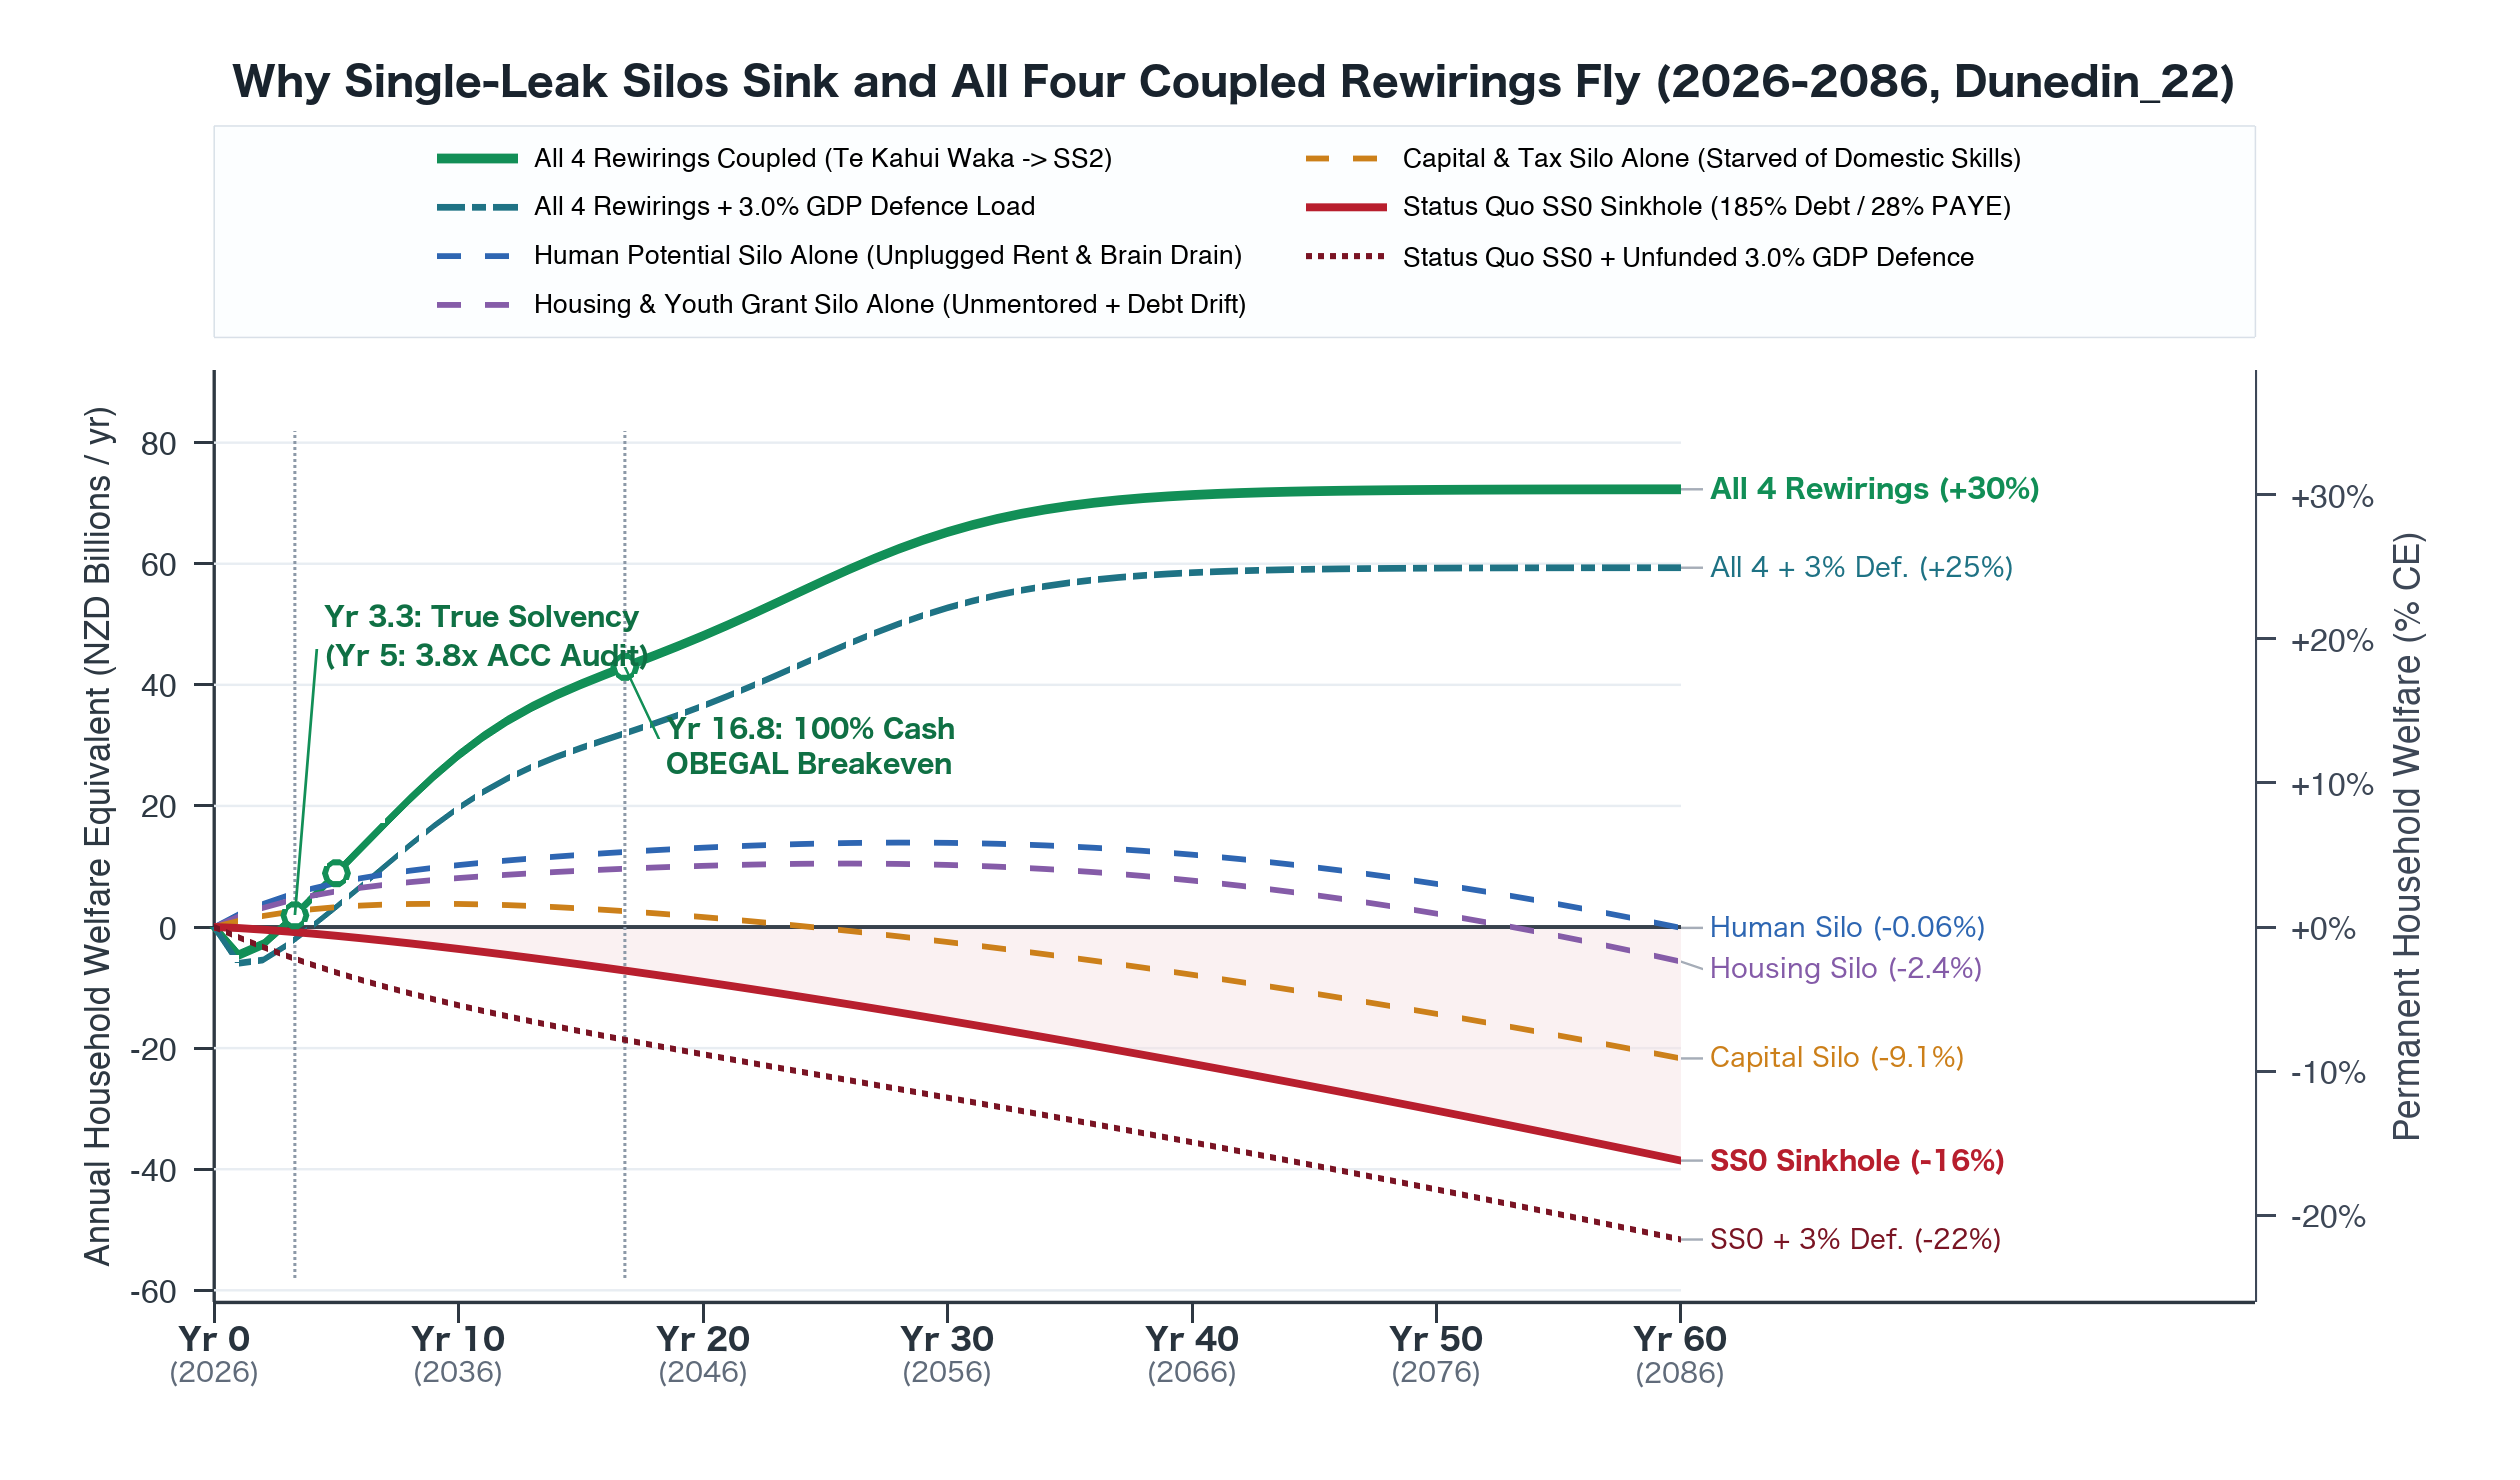 Why Single-Leak Silos Sink and All Four Coupled Rewirings Fly (2026-2086, Dunedin_22)
All 4 Rewirings Coupled (Te Kahui Waka -> SS2)
All 4 Rewirings + 3.0% GDP Defence Load
Human Potential Silo Alone (Unplugged Rent & Brain Drain)
Housing & Youth Grant Silo Alone (Unmentored + Debt Drift)
Capital & Tax Silo Alone (Starved of Domestic Skills)
Status Quo SS0 Sinkhole (185% Debt / 28% PAYE)
Status Quo SS0 + Unfunded 3.0% GDP Defence
Annual Household Welfare Equivalent (NZD Billions / yr)
80
60
40
20
0
-20
-40
-60
Yr 3.3: True Solvency
(Yr 5: 3.8x ACC Audit)
Yr 16.8: 100% Cash
OBEGAL Breakeven
All 4 Rewirings (+30%)
All 4 + 3% Def. (+25%)
Human Silo (-0.06%)
Housing Silo (-2.4%)
Capital Silo (-9.1%)
SS0 Sinkhole (-16%)
SS0 + 3% Def. (-22%)
+30%
+20%
+10%
+0%
-10%
-20%
Permanent Household Welfare (% CE)
Yr 0
(2026)
Yr 10
(2036)
Yr 20
(2046)
Yr 30
(2056)
Yr 40
(2066)
Yr 50
(2076)
Yr 60
(2086)